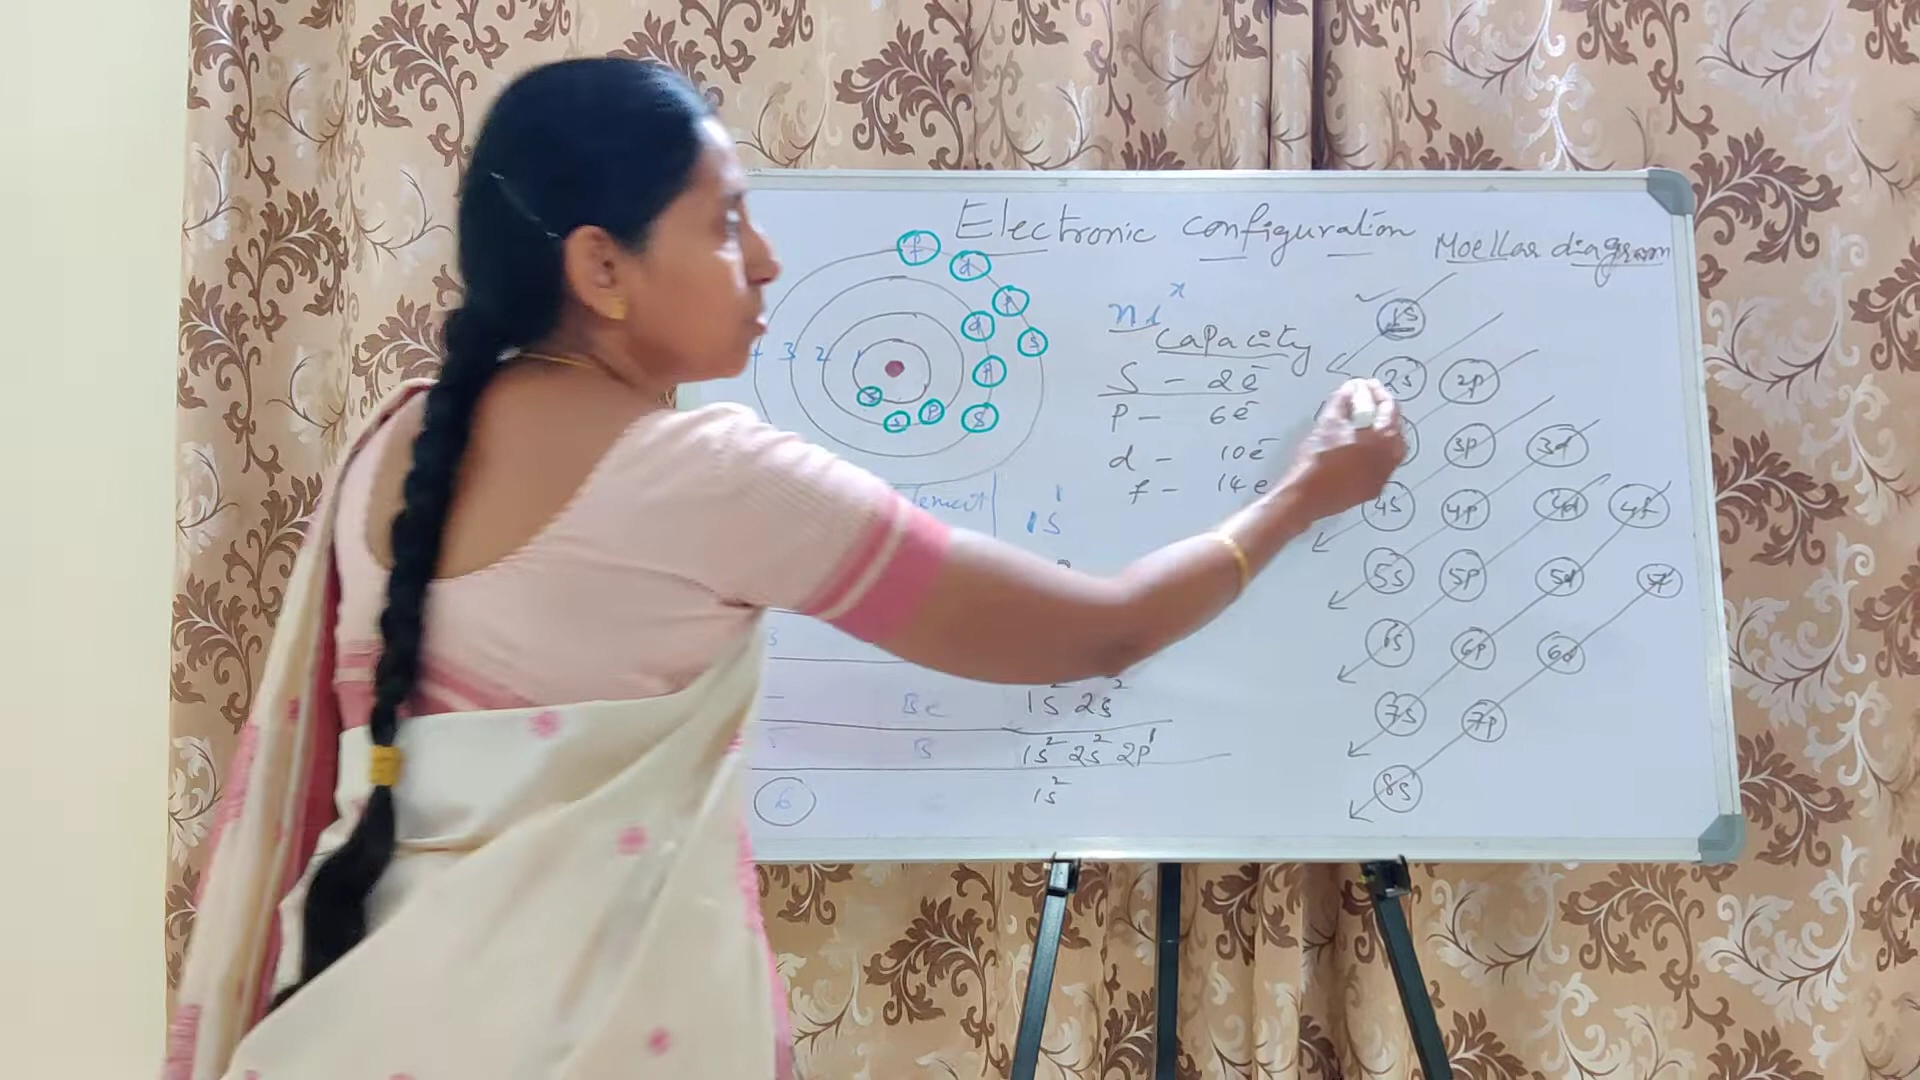 Electronic configuration
Moellar diagram
f
d
p
s
d
p
s
3 2 1
s
s p
nl^x
Capacity
S - 2e⁻
P - 6e⁻
d - 10e⁻
f - 14e
1s¹
3
Be 1s² 2s²
5 B 1s² 2s² 2p¹
6 1s²
1s
2s 2p
3p 3d
4s 4p 4d 4f
5s 5p 5d 5f
6s 6p 6d
7s 7p
8s